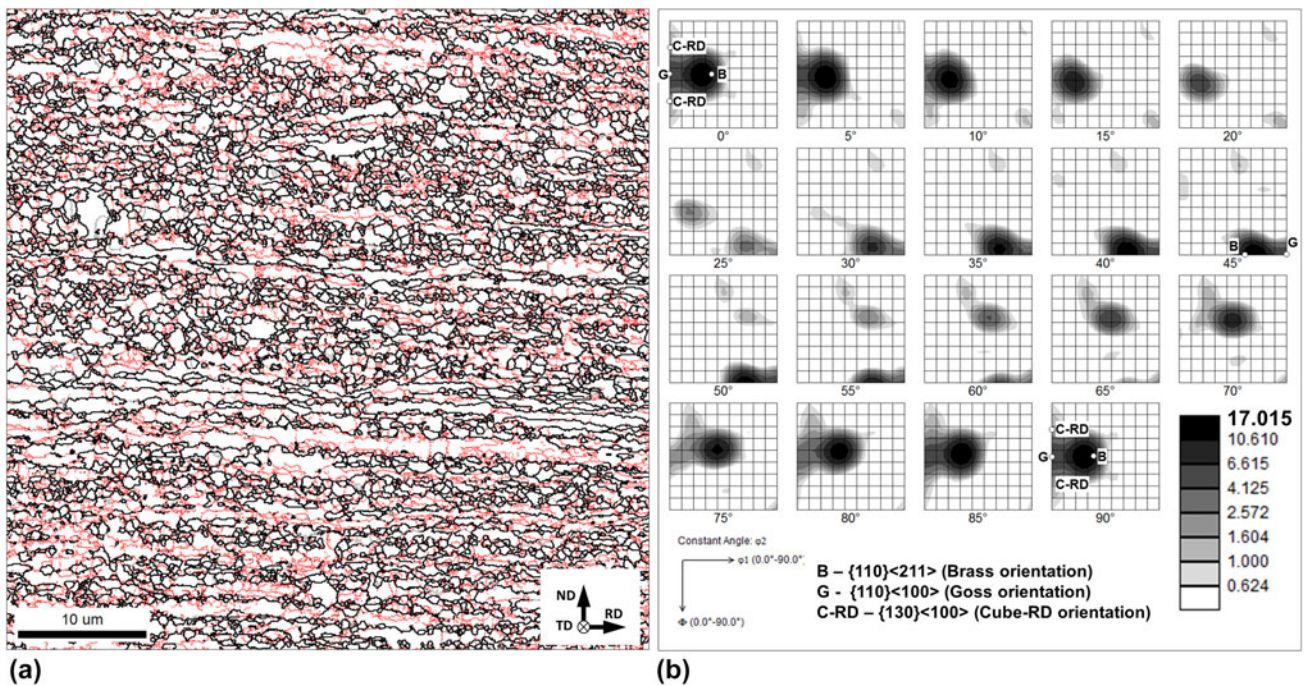 ND
RD
TD
10 um
(a)
C-RD
G
B
C-RD
0°
5°
10°
15°
20°
25°
30°
35°
40°
B
G
45°
50°
55°
60°
65°
70°
75°
80°
85°
C-RD
G
B
C-RD
90°
17.015
10.610
6.615
4.125
2.572
1.604
1.000
0.624
Constant Angle: φ2
φ1 (0.0°-90.0°)
Φ (0.0°-90.0°)
B – {110}<211> (Brass orientation)
G - {110}<100> (Goss orientation)
C-RD – {130}<100> (Cube-RD orientation)
(b)